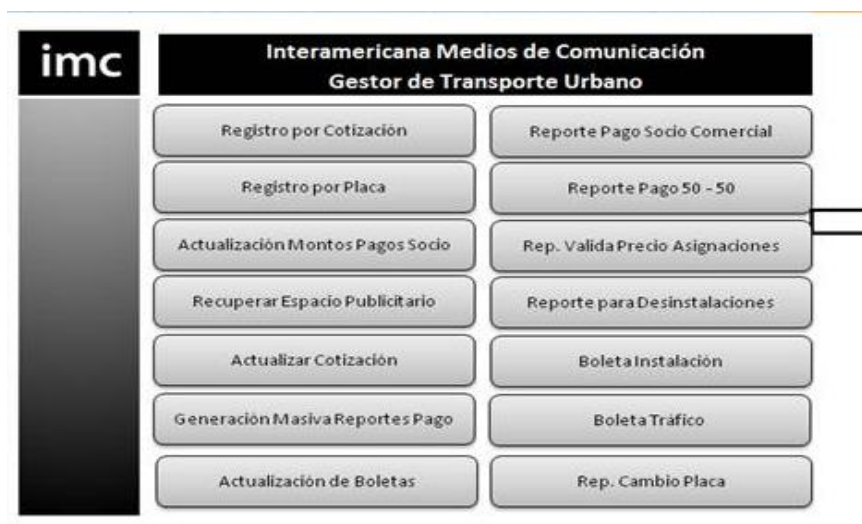 imc
Interamericana Medios de Comunicación
Gestor de Transporte Urbano
Registro por Cotización
Reporte Pago Socio Comercial
Registro por Placa
Reporte Pago 50 - 50
Actualización Montos Pagos Socio
Rep. Valida Precio Asignaciones
Recuperar Espacio Publicitario
Reporte para Desinstalaciones
Actualizar Cotización
Boleta Instalación
Generación Masiva Reportes Pago
Boleta Tráfico
Actualización de Boletas
Rep. Cambio Placa